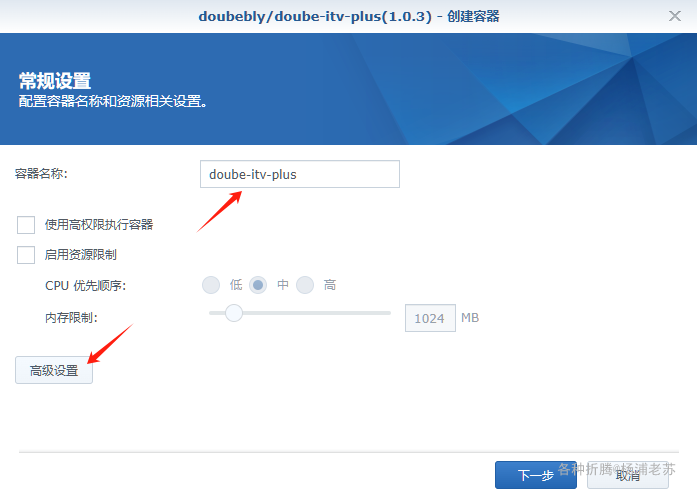 doubebly/doube-itv-plus(1.0.3) - 创建容器
常规设置
配置容器名称和资源相关设置。
容器名称:
doube-itv-plus
使用高权限执行容器
启用资源限制
CPU 优先顺序:
低 中 高
内存限制:
1024 MB
高级设置
下一步
取消
各种折腾@杨浦老苏